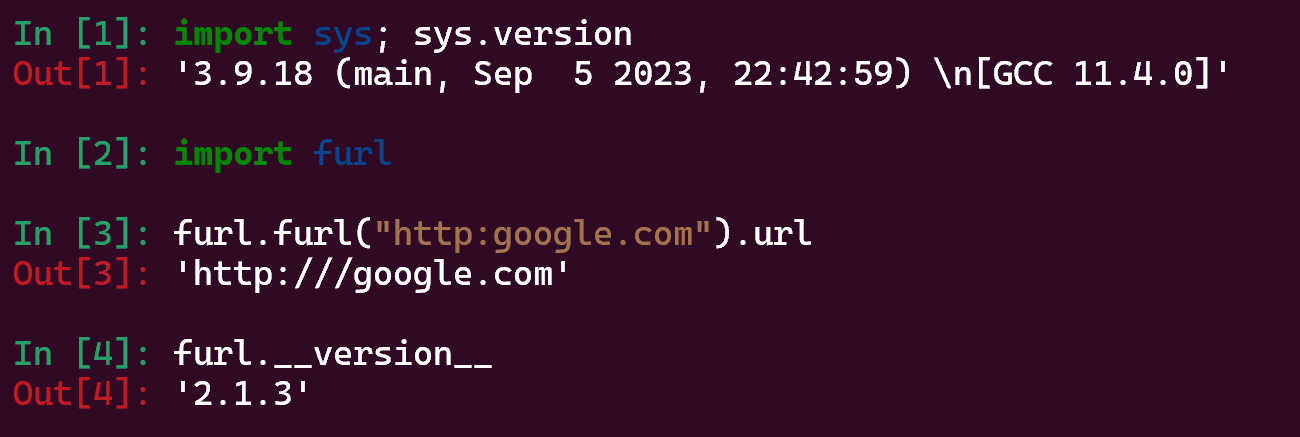 In [1]: import sys; sys.version
Out[1]: '3.9.18 (main, Sep  5 2023, 22:42:59) \n[GCC 11.4.0]'
In [2]: import furl
In [3]: furl.furl("http:google.com").url
Out[3]: 'http:///google.com'
In [4]: furl.__version__
Out[4]: '2.1.3'